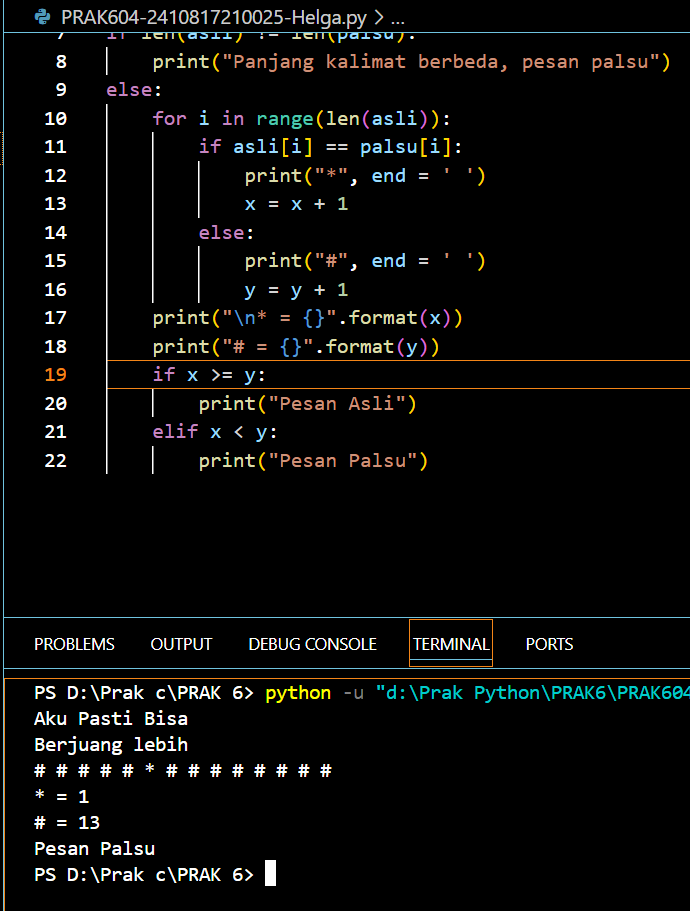 PRAK604-2410817210025-Helga.py > ...
7 if len(asli) != len(palsu):
8 print("Panjang kalimat berbeda, pesan palsu")
9 else:
10 for i in range(len(asli)):
11 if asli[i] == palsu[i]:
12 print("*", end = ' ')
13 x = x + 1
14 else:
15 print("#", end = ' ')
16 y = y + 1
17 print("\n* = {}".format(x))
18 print("# = {}".format(y))
19 if x >= y:
20 print("Pesan Asli")
21 elif x < y:
22 print("Pesan Palsu")
PROBLEMS OUTPUT DEBUG CONSOLE TERMINAL PORTS
PS D:\Prak c\PRAK 6> python -u "d:\Prak Python\PRAK6\PRAK604
Aku Pasti Bisa
Berjuang lebih
# # # # # * # # # # # # # #
* = 1
# = 13
Pesan Palsu
PS D:\Prak c\PRAK 6>